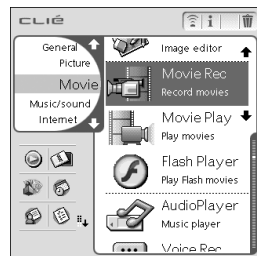 CLIÉ
General
Picture
Movie
Music/sound
Internet
Image editor
Movie Rec
Record movies
Movie Play
Play movies
Flash Player
Play Flash movies
AudioPlayer
Music player
Voice Rec